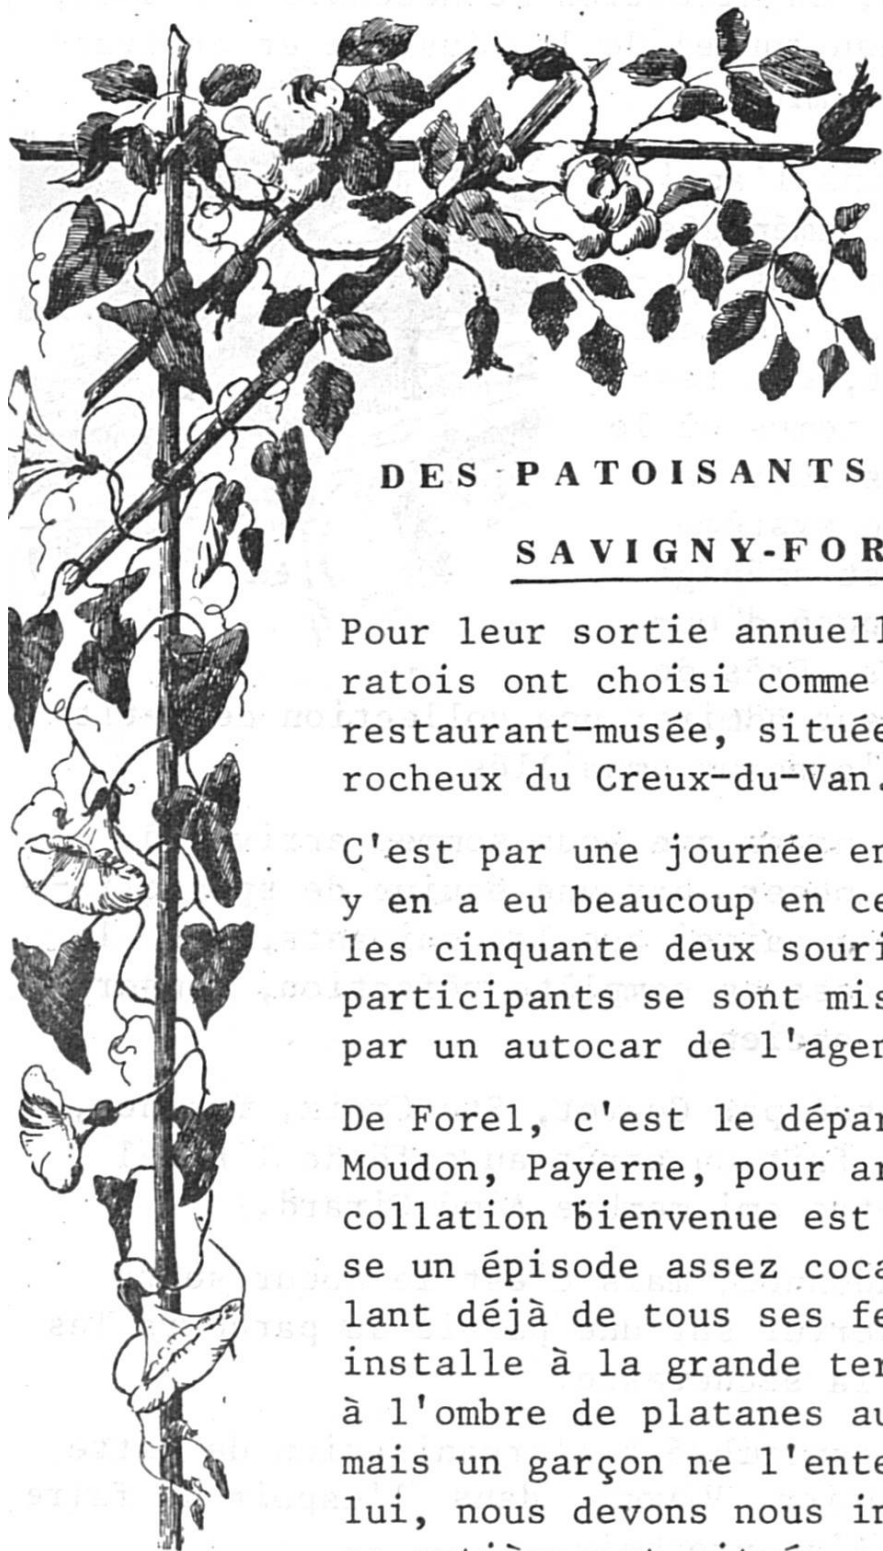 DES PATOISANTS
SAVIGNY-FOR
Pour leur sortie annuell
ratois ont choisi comme
restaurant-musée, située
rocheux du Creux-du-Van.
C'est par une journée en
y en a eu beaucoup en ce
les cinquante deux souri
participants se sont mis
par un autocar de l'agen
De Forel, c'est le dépar
Moudon, Payerne, pour ar
collation bienvenue est
se un épisode assez coca
lant déjà de tous ses fe
installe à la grande ter
à l'ombre de platanes au
mais un garçon ne l'ente
lui, nous devons nous in